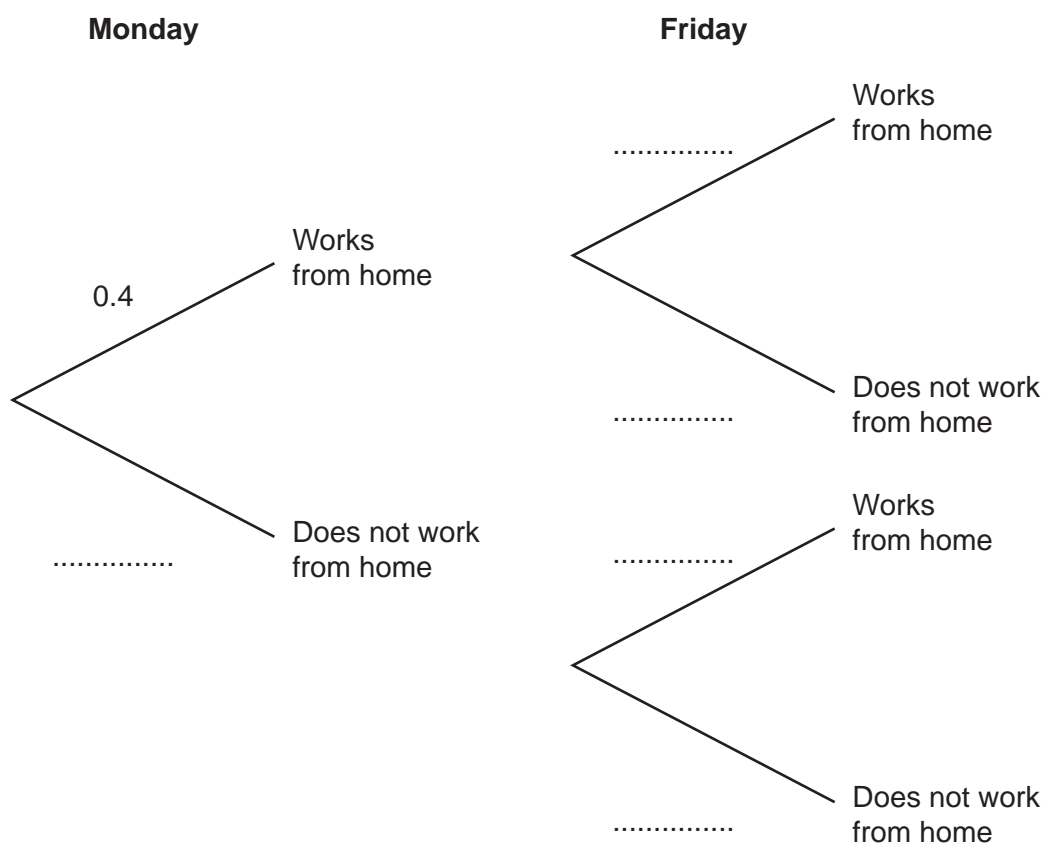 Monday
Friday
Works
from home
...............
Works
from home
0.4
Does not work
from home
...............
Works
from home
Does not work
from home
...............
...............
Does not work
from home
...............